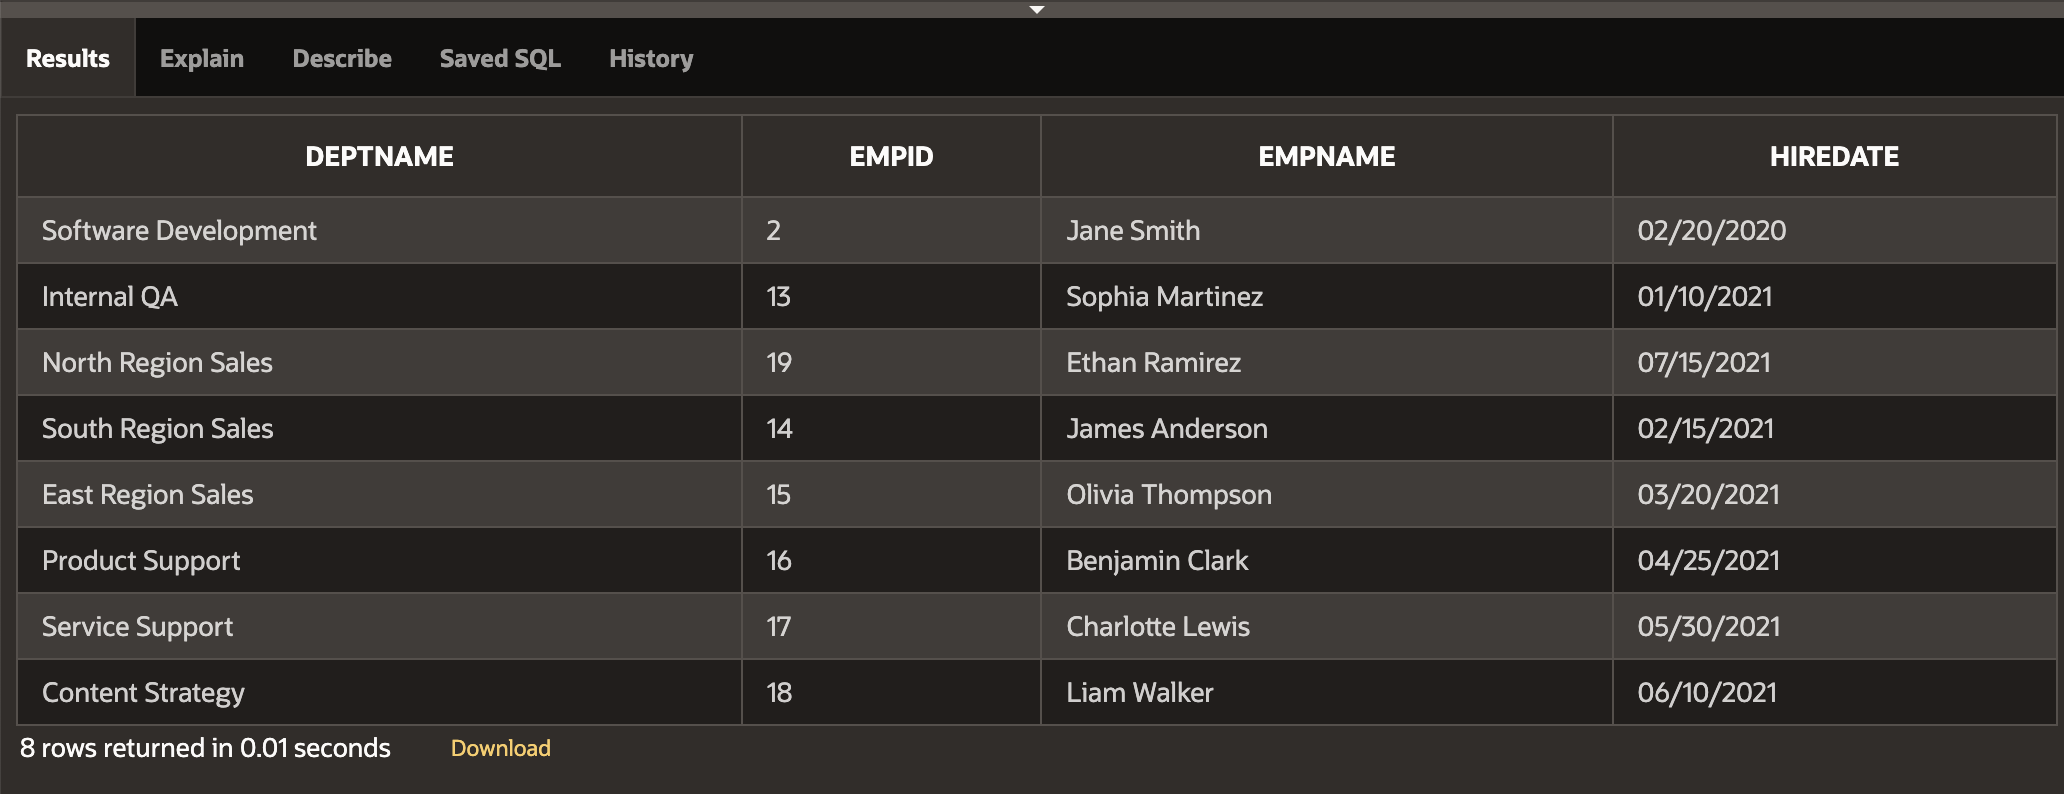 Results Explain Describe Saved SQL History
DEPTNAME EMPID EMPNAME HIREDATE
Software Development 2 Jane Smith 02/20/2020
Internal QA 13 Sophia Martinez 01/10/2021
North Region Sales 19 Ethan Ramirez 07/15/2021
South Region Sales 14 James Anderson 02/15/2021
East Region Sales 15 Olivia Thompson 03/20/2021
Product Support 16 Benjamin Clark 04/25/2021
Service Support 17 Charlotte Lewis 05/30/2021
Content Strategy 18 Liam Walker 06/10/2021
8 rows returned in 0.01 seconds Download